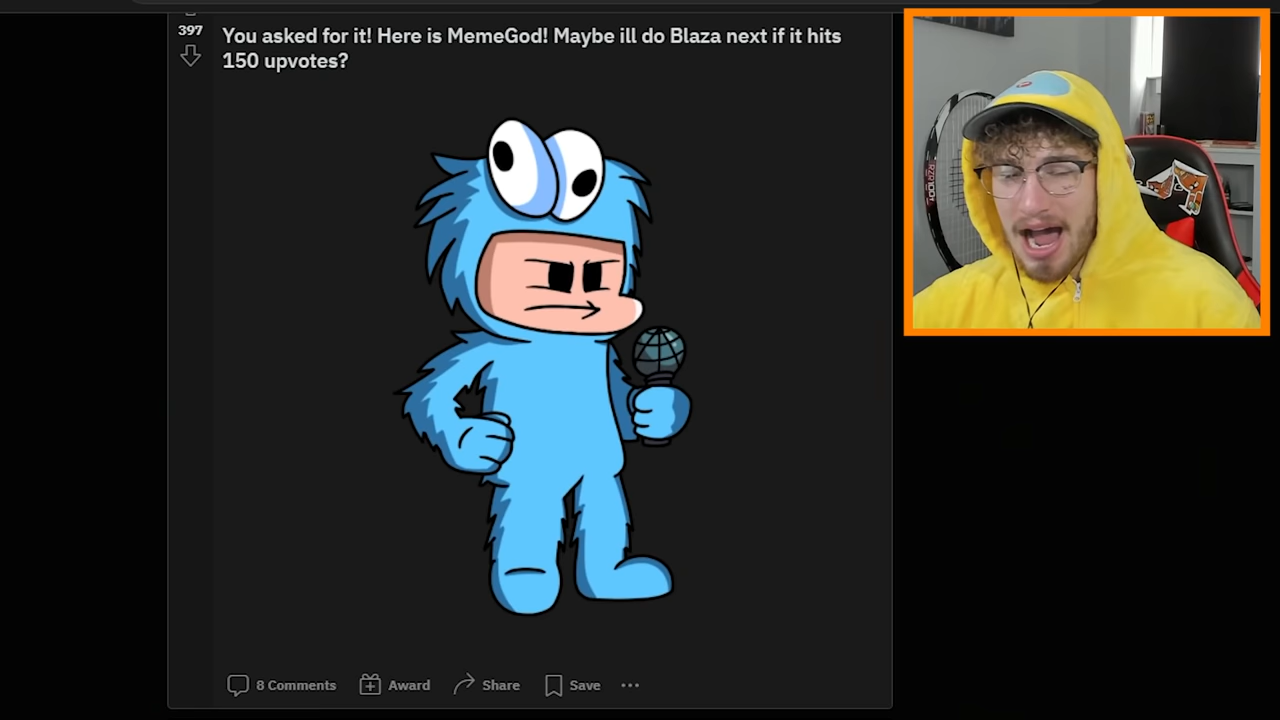 397
You asked for it! Here is MemeGod! Maybe ill do Blaza next if it hits
150 upvotes?
8 Comments
Award
Share
Save